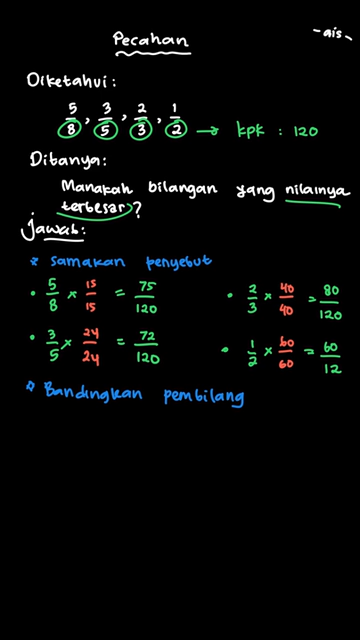 -ais-
Pecahan
Diketahui:
5/8, 3/5, 2/3, 1/2 → kpk : 120
Ditanya:
Manakah bilangan yang nilainya
terbesar?
Jawab:
* Samakan penyebut
• 5/8 × 15/15 = 75/120
• 3/5 × 24/24 = 72/120
• 2/3 × 40/40 = 80/120
• 1/2 × 60/60 = 60/12
* Bandingkan pembilang